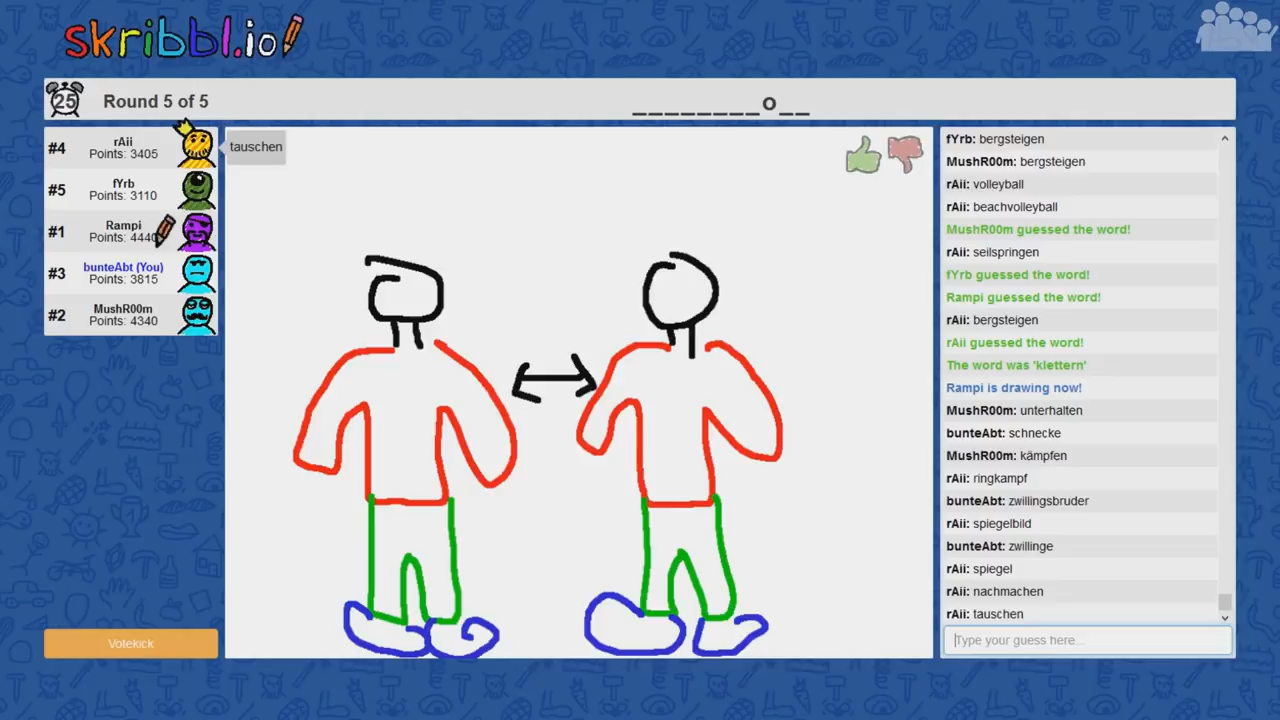 skribbl.io
25
Round 5 of 5
________o__
#4
rAii
Points: 3405
#5
fYrb
Points: 3110
#1
Rampi
Points: 4440
#3
bunteAbt (You)
Points: 3815
#2
MushR00m
Points: 4340
Votekick
tauschen
fYrb: bergsteigen
MushR00m: bergsteigen
rAii: volleyball
rAii: beachvolleyball
MushR00m guessed the word!
rAii: seilspringen
fYrb guessed the word!
Rampi guessed the word!
rAii: bergsteigen
rAii guessed the word!
The word was 'klettern'
Rampi is drawing now!
MushR00m: unterhalten
bunteAbt: schnecke
MushR00m: kämpfen
rAii: ringkampf
bunteAbt: zwillingsbruder
rAii: spiegelbild
bunteAbt: zwillinge
rAii: spiegel
rAii: nachmachen
rAii: tauschen
Type your guess here...